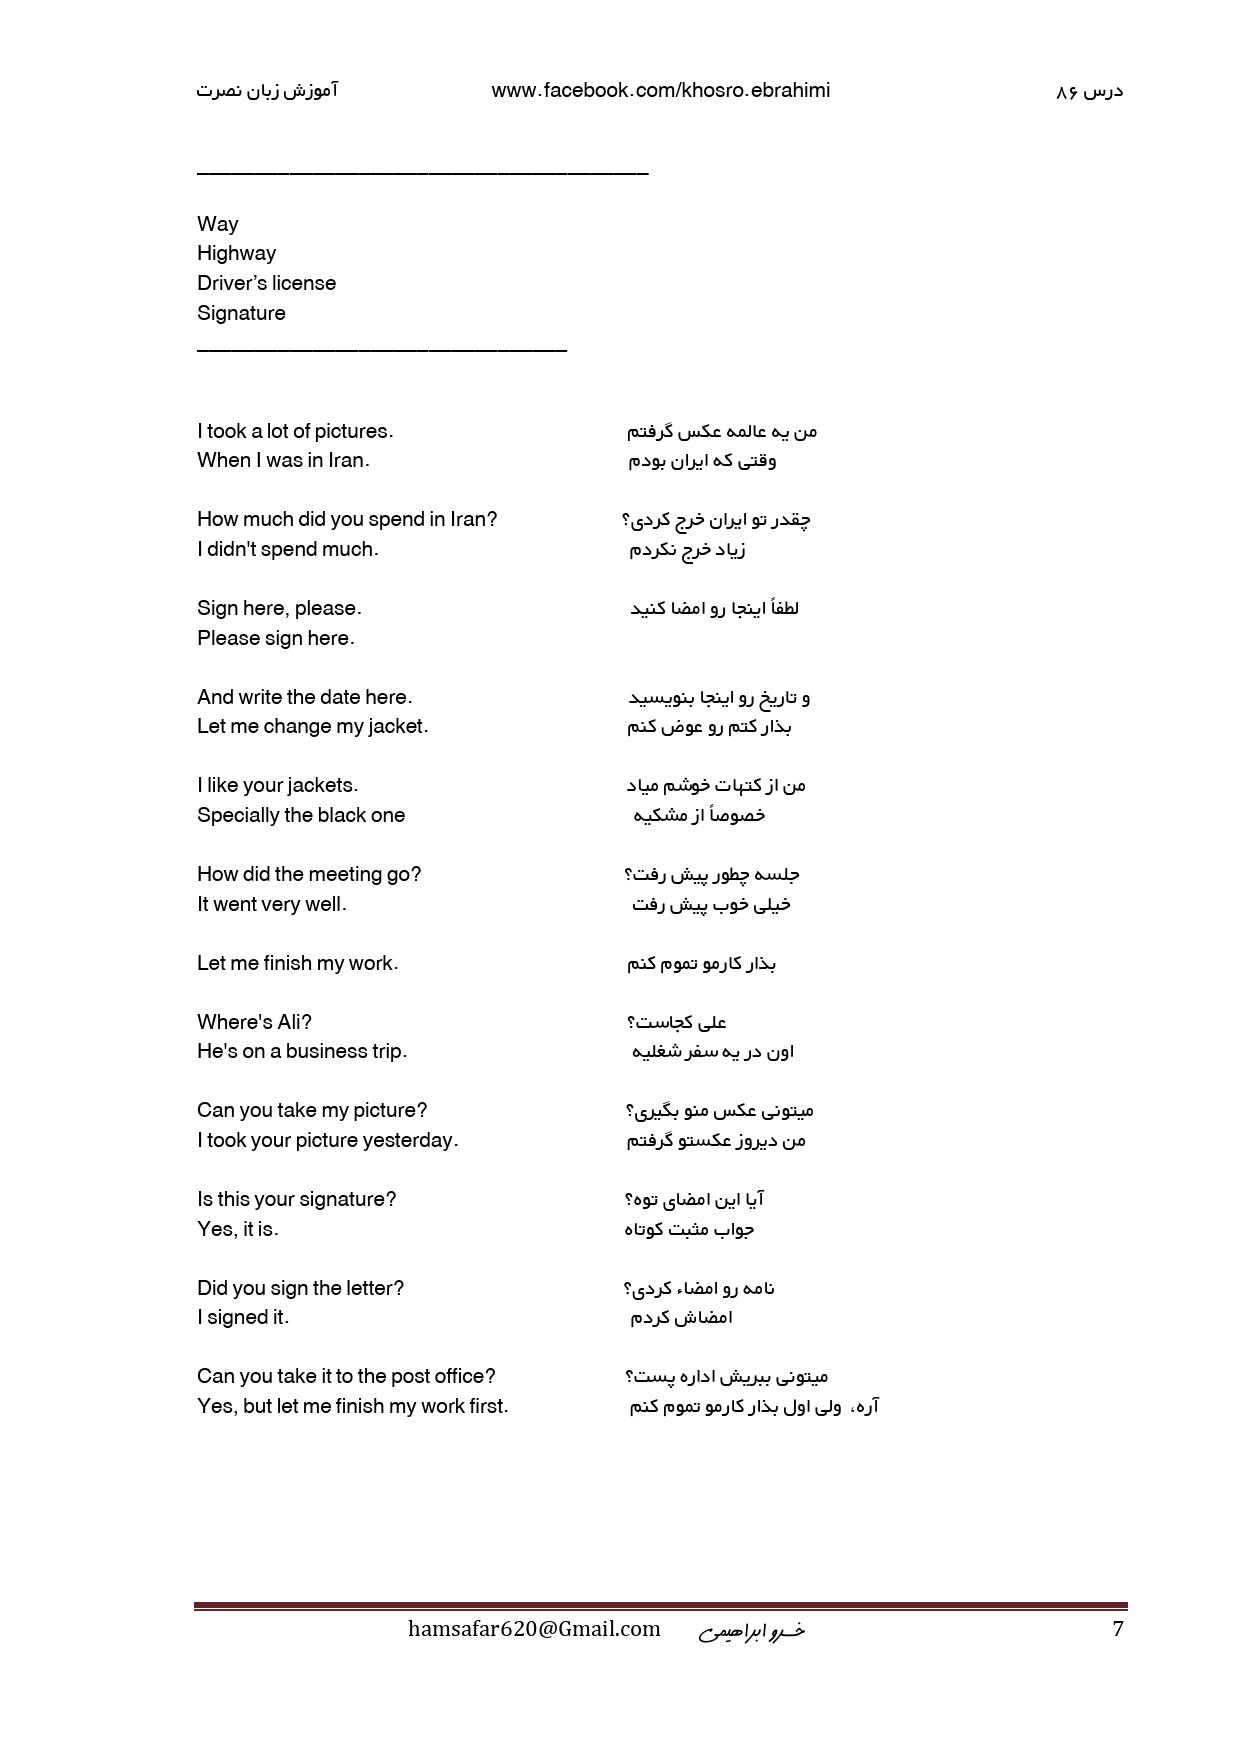 آموزش زبان نصرت www.facebook.com/khosro.ebrahimi درس ۸۶
Way
Highway
Driver’s license
Signature
I took a lot of pictures. من یه عالمه عکس گرفتم
When I was in Iran. وقتی که ایران بودم
How much did you spend in Iran? چقدر تو ایران خرج کردی؟
I didn't spend much. زیاد خرج نکردم
Sign here, please. لطفاً اینجا رو امضا کنید
Please sign here.
And write the date here. و تاریخ رو اینجا بنویسید
Let me change my jacket. بذار کتم رو عوض کنم
I like your jackets. من از کتهات خوشم میاد
Specially the black one خصوصاً از مشکیه
How did the meeting go? جلسه چطور پیش رفت؟
It went very well. خیلی خوب پیش رفت
Let me finish my work. بذار کارمو تموم کنم
Where's Ali? علی کجاست؟
He's on a business trip. اون در یه سفر شغلیه
Can you take my picture? میتونی عکس منو بگیری؟
I took your picture yesterday. من دیروز عکستو گرفتم
Is this your signature? آیا این امضای توه؟
Yes, it is. جواب مثبت کوتاه
Did you sign the letter? نامه رو امضاء کردی؟
I signed it. امضاش کردم
Can you take it to the post office? میتونی ببریش اداره پست؟
Yes, but let me finish my work first. آره، ولی اول بذار کارمو تموم کنم
hamsafar620@Gmail.com خسرو ابراهیمی 7